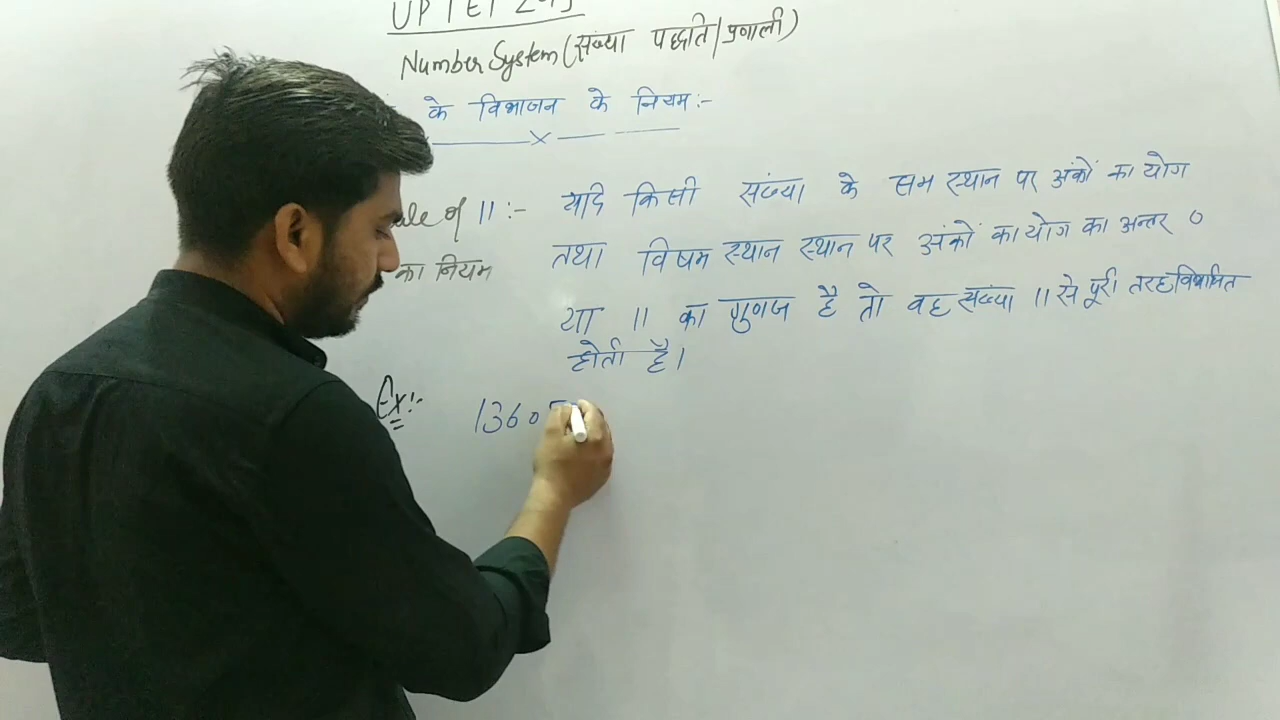 UPTET
Number System (संख्या पद्धति/प्रणाली)
के विभाजन के नियम:-
of 11 :- यदि किसी संख्या के सम स्थान पर अंकों का योग
का नियम तथा विषम स्थान स्थान पर अंकों का योग का अन्तर 0
या 11 का गुणज है तो वह संख्या 11 से पूरी तरह विभाजित
होती है।
Ex:- 1360